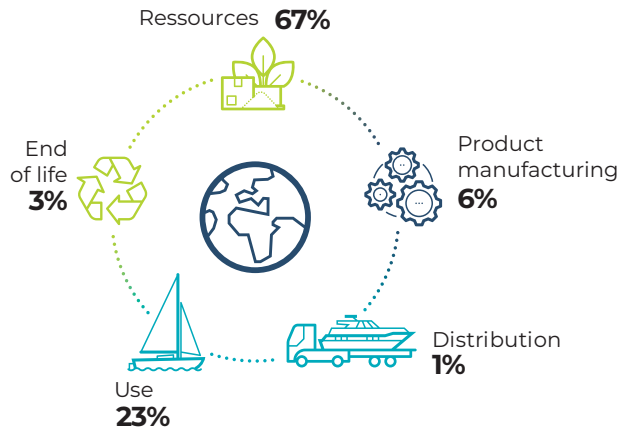 Ressources 67%
Product
manufacturing
6%
Distribution
1%
Use
23%
End
of life
3%